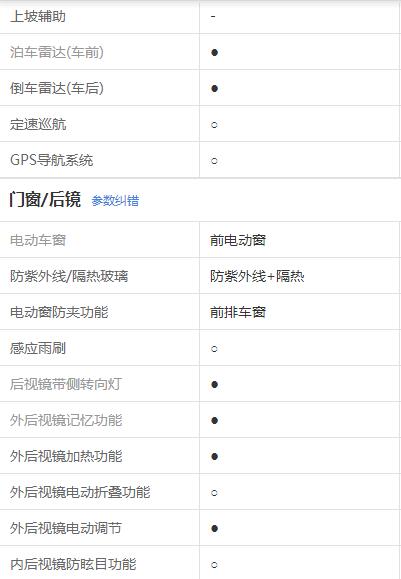 上坡辅助 -
泊车雷达(车前) ●
倒车雷达(车后) ●
定速巡航 ○
GPS导航系统 ○
门窗/后镜 参数纠错
电动车窗 前电动窗
防紫外线/隔热玻璃 防紫外线+隔热
电动窗防夹功能 前排车窗
感应雨刷 ○
后视镜带侧转向灯 ●
外后视镜记忆功能 ●
外后视镜加热功能 ●
外后视镜电动折叠功能 ○
外后视镜电动调节 ●
内后视镜防眩目功能 ○